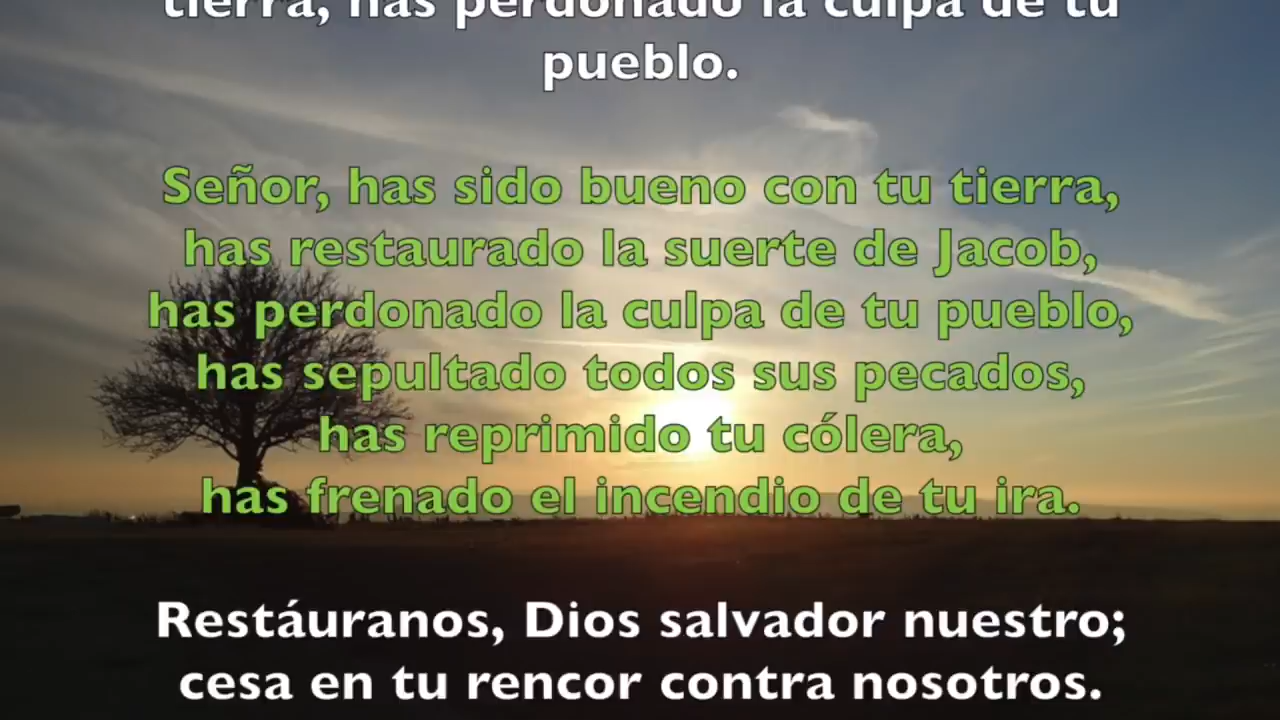 tierra, has perdonado la culpa de tu
pueblo.
Señor, has sido bueno con tu tierra,
has restaurado la suerte de Jacob,
has perdonado la culpa de tu pueblo,
has sepultado todos sus pecados,
has reprimido tu cólera,
has frenado el incendio de tu ira.
Restáuranos, Dios salvador nuestro;
cesa en tu rencor contra nosotros.